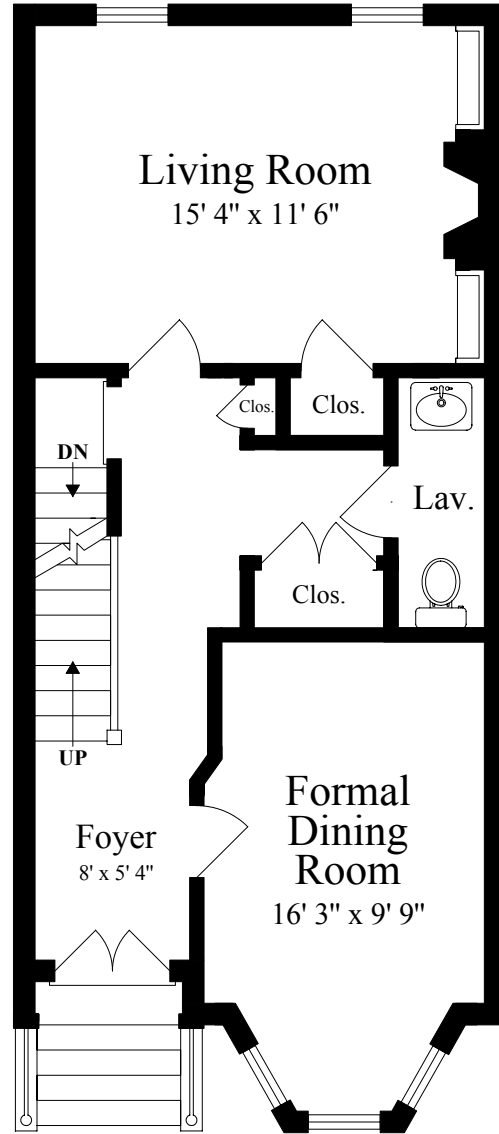 Living Room
15' 4" x 11' 6"
Clos.
Clos.
DN
Lav.
Clos.
UP
Formal
Dining
Room
16' 3" x 9' 9"
Foyer
8' x 5' 4"